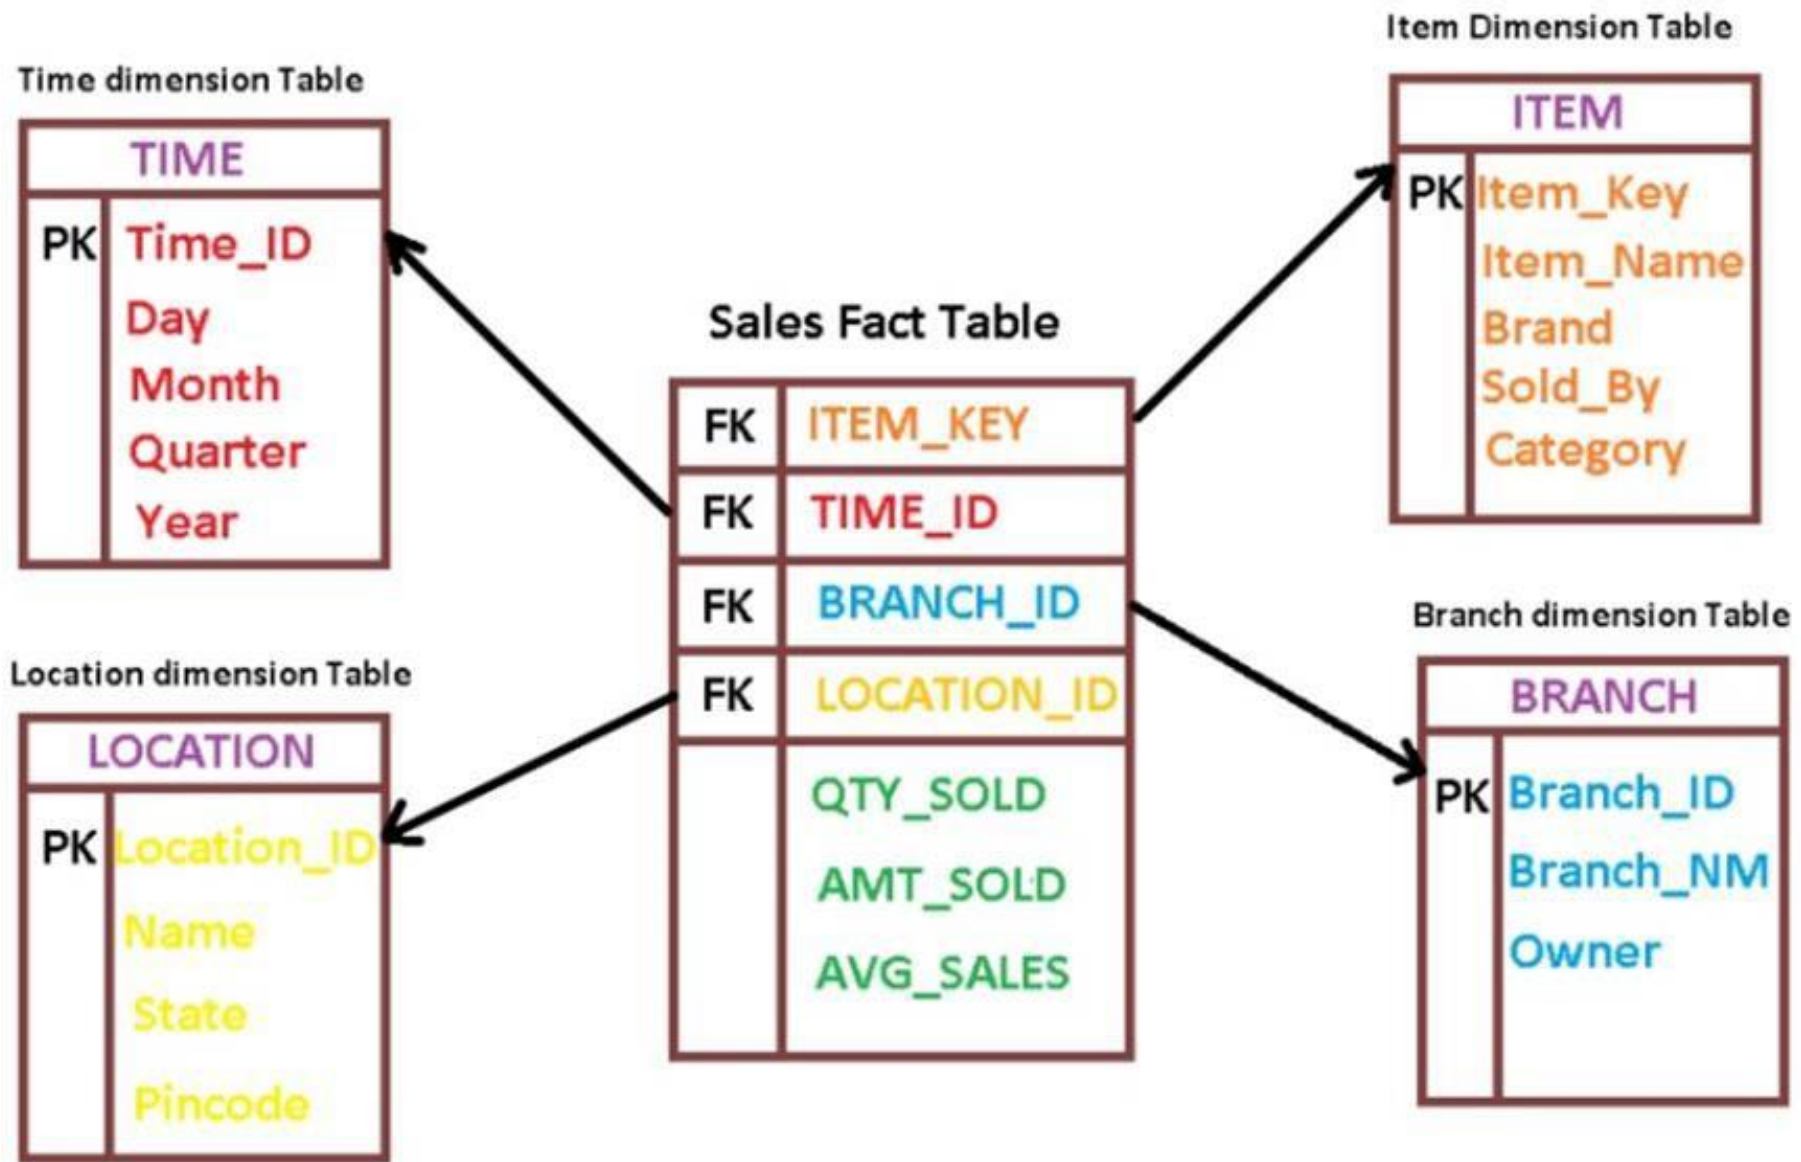 Time dimension Table
TIME
PK Time_ID
Day
Month
Quarter
Year
Location dimension Table
LOCATION
PK Location_ID
Name
State
Pincode
Sales Fact Table
FK ITEM_KEY
FK TIME_ID
FK BRANCH_ID
FK LOCATION_ID
QTY_SOLD
AMT_SOLD
AVG_SALES
Item Dimension Table
ITEM
PK Item_Key
Item_Name
Brand
Sold_By
Category
Branch dimension Table
BRANCH
PK Branch_ID
Branch_NM
Owner